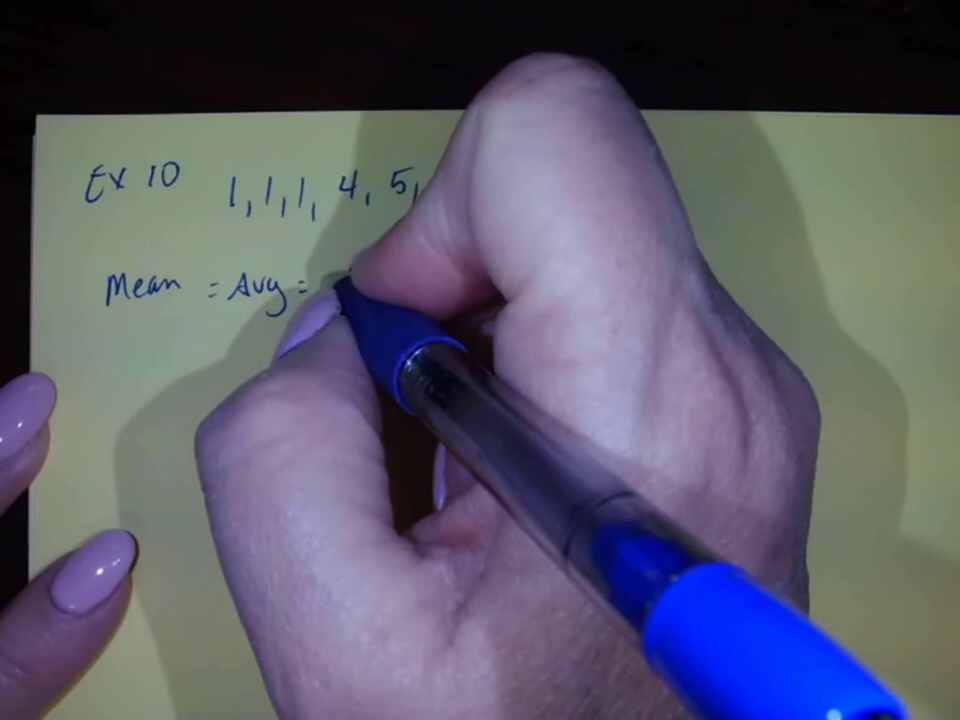 Ex 10 1, 1, 1, 4, 5,
Mean = Avg =